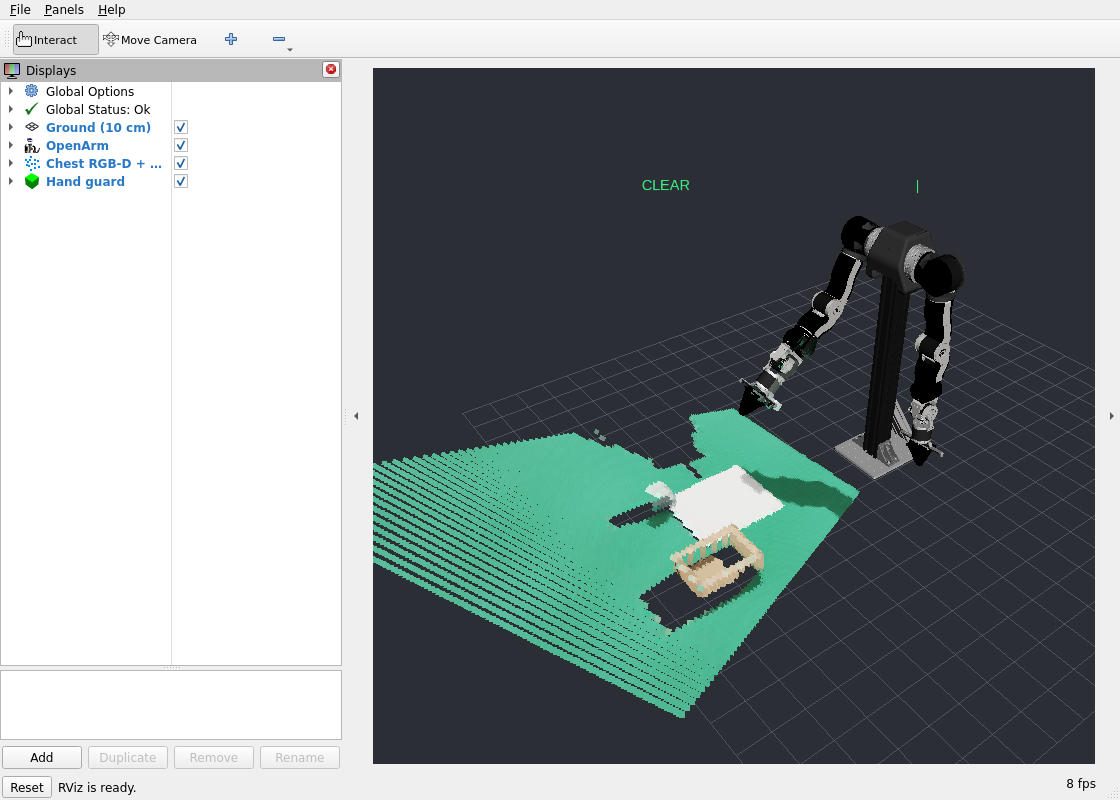 File Panels Help
Interact Move Camera
Displays
Global Options
Global Status: Ok
Ground (10 cm)
OpenArm
Chest RGB-D + ...
Hand guard
CLEAR
Add Duplicate Remove Rename
Reset RViz is ready.
8 fps